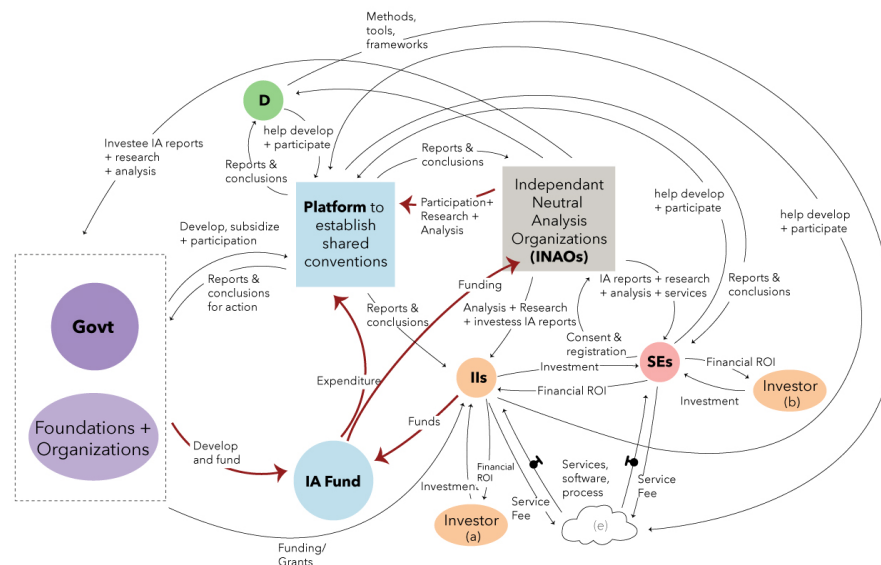 Methods,
tools,
frameworks
D
Investee IA reports
+ research
+ analysis
help develop
+ participate
Reports &
conclusions
Reports &
conclusions
Platform to
establish
shared
conventions
Participation+
Research +
Analysis
Independant
Neutral
Analysis
Organizations
(INAOs)
help develop
+ participate
help develop
+ participate
Develop, subsidize
+ participation
Reports &
conclusions
for action
Funding
Reports &
conclusions
Analysis + Research
+ investess IA reports
IA reports + research
+ analysis + services
Reports &
conclusions
Consent &
registration
Govt
Foundations +
Organizations
Expenditure
IIs
Investment
Financial ROI
SEs
Financial ROI
Investment
Investor
(b)
Develop
and fund
IA Fund
Funds
Investment
Financial
ROI
Service
Fee
Services,
software,
process
Service
Fee
Investor
(a)
(e)
Funding/
Grants